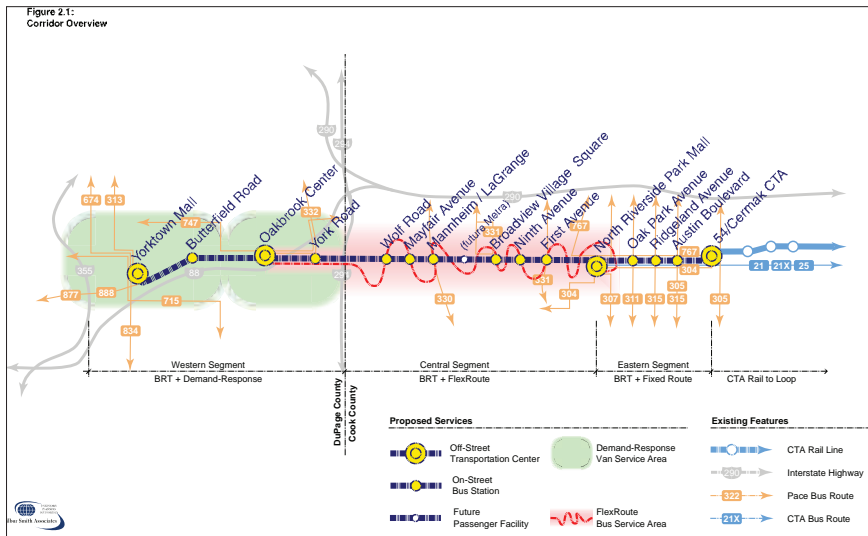 Figure 2.1:
Corridor Overview
290
290
290
674
313
747
332
331
767
767
Yorktown Mall
Butterfield Road
Oakbrook Center
York Road
Wolf Road
Mayfair Avenue
Mannheim / LaGrange
(future Metra)
Broadview Village Square
Ninth Avenue
First Avenue
North Riverside Park Mall
Oak Park Avenue
Ridgeland Avenue
Austin Boulevard
54/Cermak CTA
355
88
304
21
21X
25
877
888
715
834
330
331
304
307
311
315
305
315
305
Western Segment
Central Segment
Eastern Segment
BRT + Demand-Response
BRT + FlexRoute
BRT + Fixed Route
CTA Rail to Loop
DuPage County
Cook County
Proposed Services
Existing Features
Off-Street
Transportation Center
On-Street
Bus Station
Future
Passenger Facility
Demand-Response
Van Service Area
FlexRoute
Bus Service Area
CTA Rail Line
290
Interstate Highway
322
Pace Bus Route
21X
CTA Bus Route
lbur Smith Associates